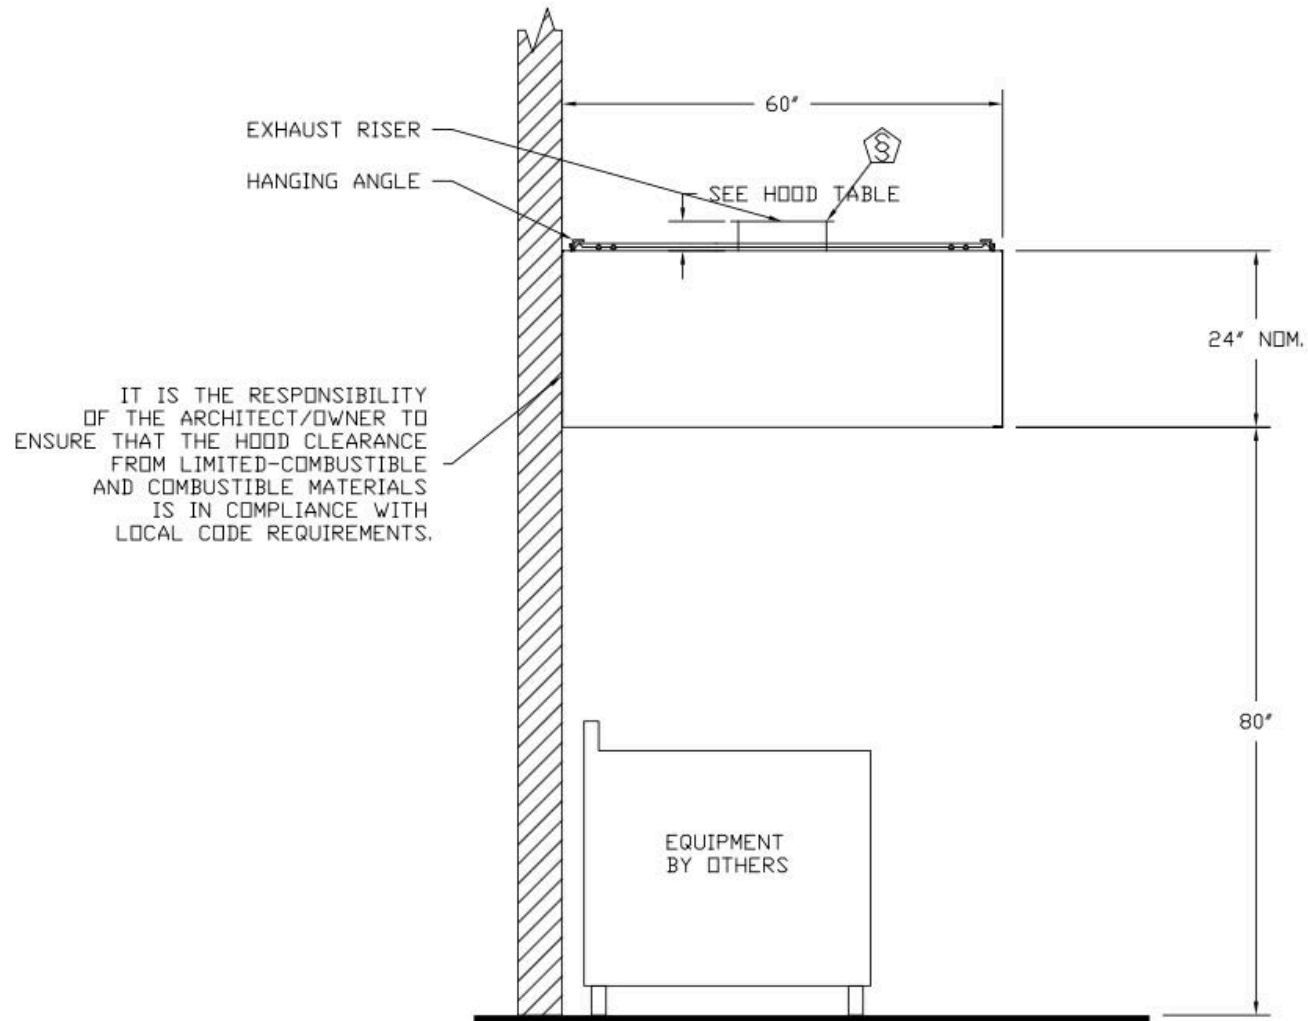 60"
EXHAUST RISER
HANGING ANGLE
SEE HOOD TABLE
24" NOM.
IT IS THE RESPONSIBILITY
OF THE ARCHITECT/OWNER TO
ENSURE THAT THE HOOD CLEARANCE
FROM LIMITED-COMBUSTIBLE
AND COMBUSTIBLE MATERIALS
IS IN COMPLIANCE WITH
LOCAL CODE REQUIREMENTS.
80"
EQUIPMENT
BY OTHERS